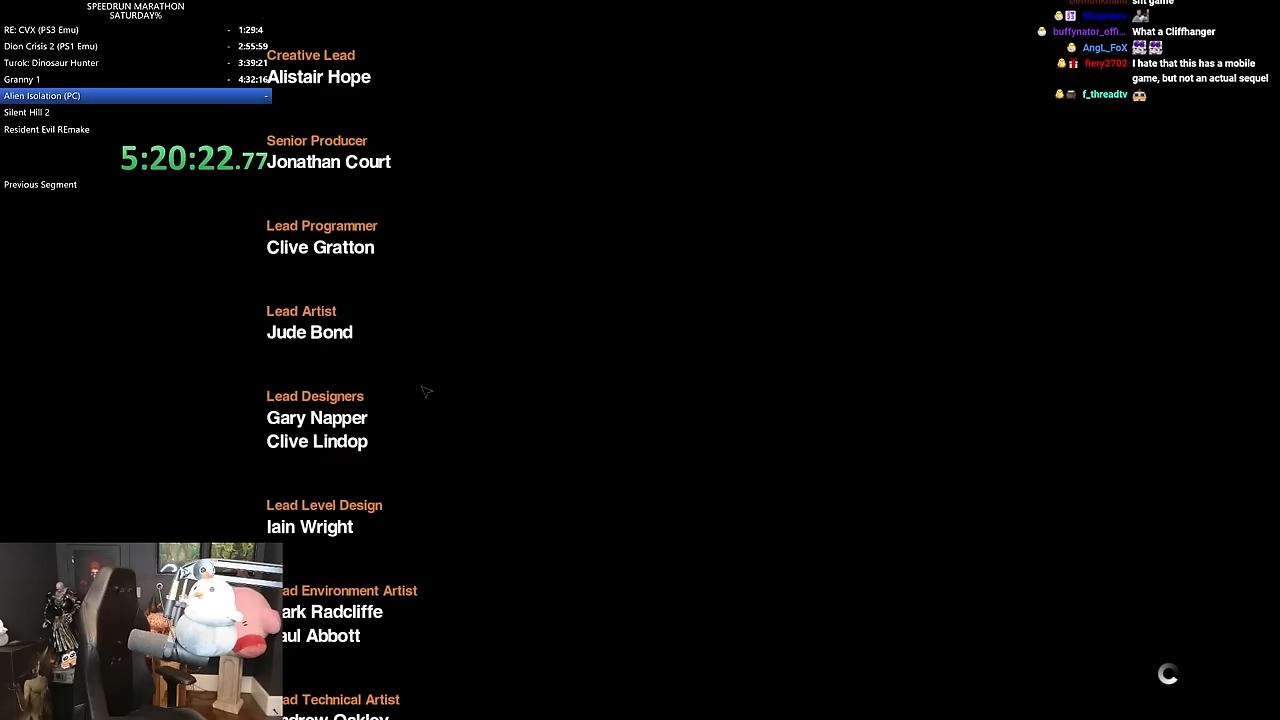 SPEEDRUN MARATHON
SATURDAY%
RE: CVX (PS3 Emu) - 1:29:4
Dion Crisis 2 (PS1 Emu) - 2:55:59
Turok: Dinosaur Hunter - 3:39:21
Granny 1 - 4:32:16
Alien Isolation (PC) -
Silent Hill 2
Resident Evil REmake
5:20:22.77
Previous Segment
Creative Lead
Alistair Hope
Senior Producer
Jonathan Court
Lead Programmer
Clive Gratton
Lead Artist
Jude Bond
Lead Designers
Gary Napper
Clive Lindop
Lead Level Design
Iain Wright
ad Environment Artist
ark Radcliffe
aul Abbott
ad Technical Artist
ndrew Oakley
game
buffynator_offi... What a Cliffhanger
AngL_FoX
fiery2702 I hate that this has a mobile
game, but not an actual sequel
f_threadtv